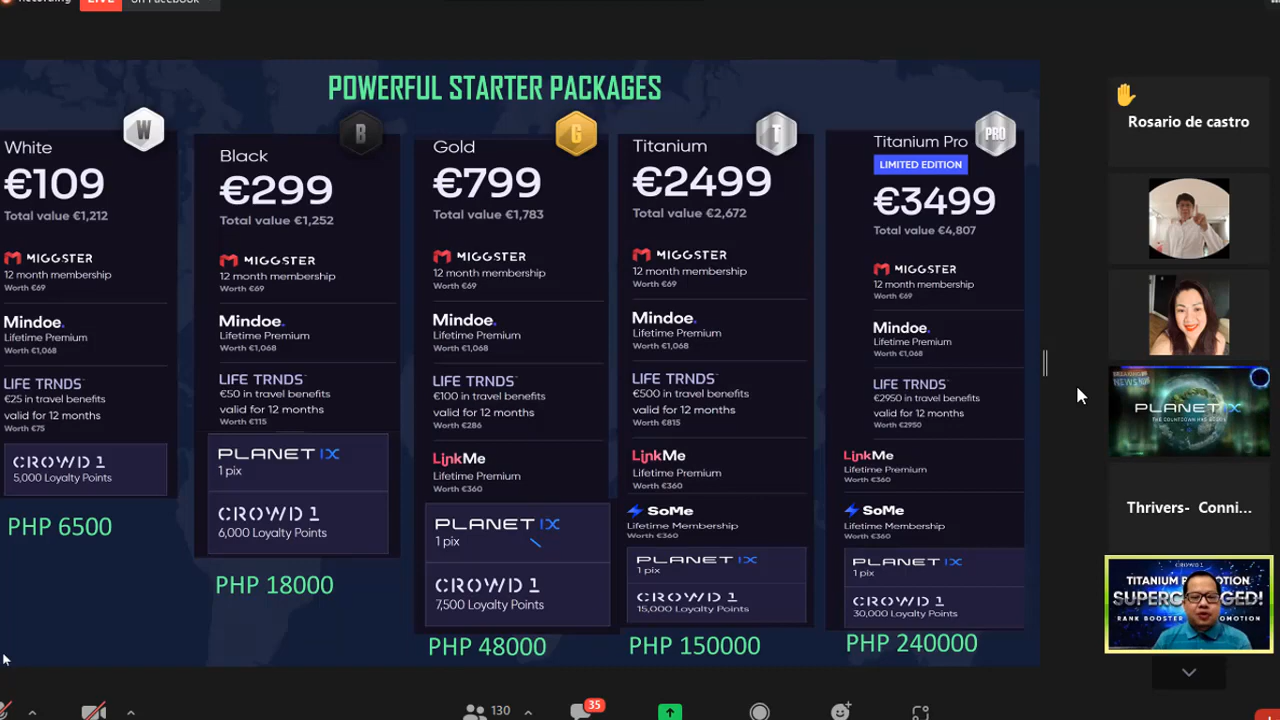 LIVE
on Facebook
POWERFUL STARTER PACKAGES
W
White
€109
Total value €1,212
MIGGSTER
12 month membership
Worth €69
Mindoe.
Lifetime Premium
Worth €1,068
LIFE TRNDS
€25 in travel benefits
valid for 12 months
Worth €75
CROWD 1
5,000 Loyalty Points
PHP 6500
B
Black
€299
Total value €1,252
MIGGSTER
12 month membership
Worth €69
Mindoe.
Lifetime Premium
Worth €1,068
LIFE TRNDS
€50 in travel benefits
valid for 12 months
Worth €115
PLANET IX
1 pix
CROWD 1
6,000 Loyalty Points
PHP 18000
G
Gold
€799
Total value €1,783
MIGGSTER
12 month membership
Worth €69
Mindoe.
Lifetime Premium
Worth €1,068
LIFE TRNDS
€100 in travel benefits
valid for 12 months
Worth €286
LinkMe
Lifetime Premium
Worth €360
PLANET IX
1 pix
CROWD 1
7,500 Loyalty Points
PHP 48000
T
Titanium
€2499
Total value €2,672
MIGGSTER
12 month membership
Worth €69
Mindoe.
Lifetime Premium
Worth €1,068
LIFE TRNDS
€500 in travel benefits
valid for 12 months
Worth €815
LinkMe
Lifetime Premium
Worth €360
SoMe
Lifetime Membership
Worth €360
PLANET IX
1 pix
CROWD 1
15,000 Loyalty Points
PHP 150000
PRO
Titanium Pro
LIMITED EDITION
€3499
Total value €4,807
MIGGSTER
12 month membership
Worth €69
Mindoe.
Lifetime Premium
Worth €1,068
LIFE TRNDS
€2950 in travel benefits
valid for 12 months
Worth €2950
LinkMe
Lifetime Premium
Worth €360
SoMe
Lifetime Membership
Worth €360
PLANET IX
1 pix
CROWD 1
30,000 Loyalty Points
PHP 240000
Rosario de castro
BREAKING
NEWS
PLANET IX
Thrivers- Conni...
CROWD1
TITANIUM
SUPERC
RANK BOOSTER
130
35